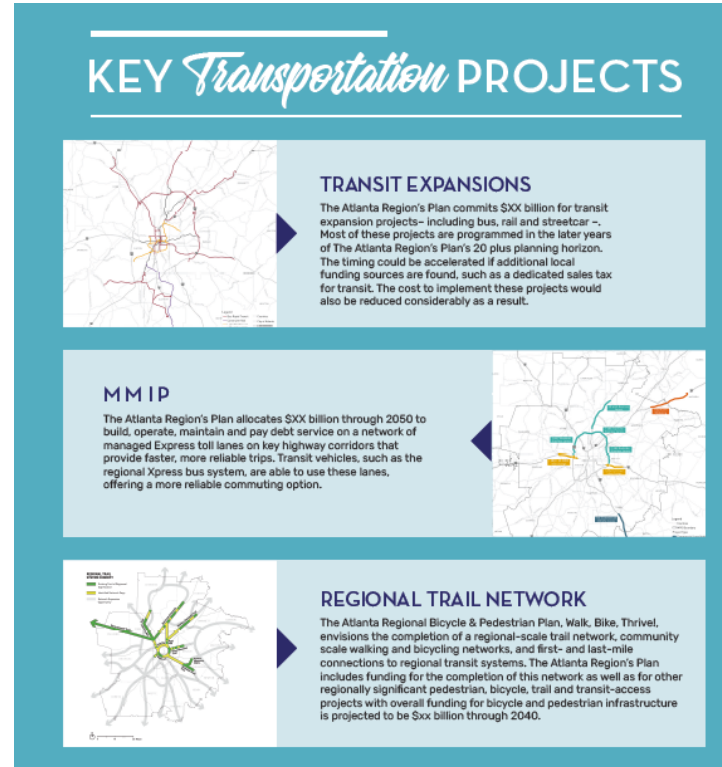 KEY Transportation PROJECTS
TRANSIT EXPANSIONS
The Atlanta Region's Plan commits $XX billion for transit
expansion projects– including bus, rail and streetcar –.
Most of these projects are programmed in the later years
of The Atlanta Region's Plan's 20 plus planning horizon.
The timing could be accelerated if additional local
funding sources are found, such as a dedicated sales tax
for transit. The cost to implement these projects would
also be reduced considerably as a result.
MMIP
The Atlanta Region's Plan allocates $XX billion through 2050 to
build, operate, maintain and pay debt service on a network of
managed Express toll lanes on key highway corridors that
provide faster, more reliable trips. Transit vehicles, such as the
regional Xpress bus system, are able to use these lanes,
offering a more reliable commuting option.
REGIONAL TRAIL NETWORK
The Atlanta Regional Bicycle & Pedestrian Plan, Walk, Bike, Thrive!,
envisions the completion of a regional-scale trail network, community
scale walking and bicycling networks, and first- and last-mile
connections to regional transit systems. The Atlanta Region's Plan
includes funding for the completion of this network as well as for other
regionally significant pedestrian, bicycle, trail and transit-access
projects with overall funding for bicycle and pedestrian infrastructure
is projected to be $xx billion through 2040.